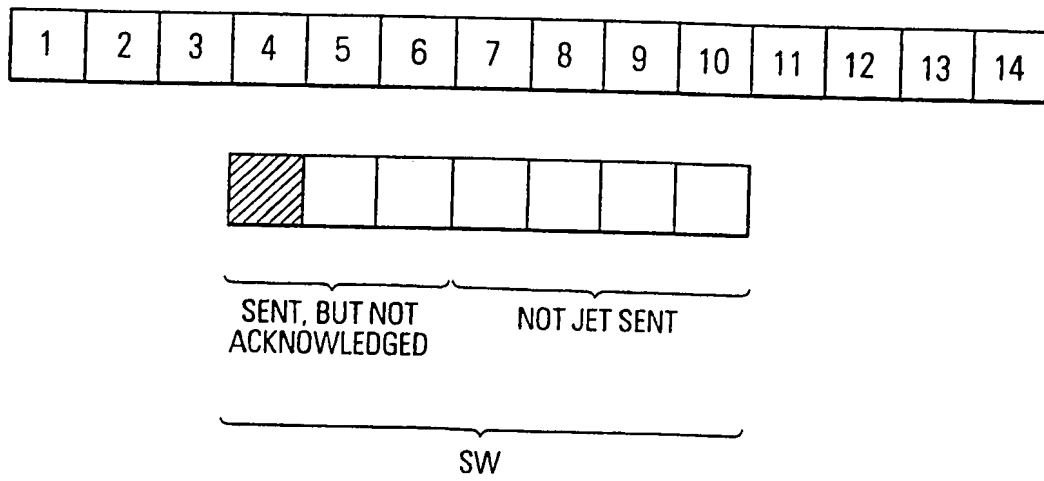 1 2 3 4 5 6 7 8 9 10 11 12 13 14
SENT, BUT NOT
ACKNOWLEDGED
NOT JET SENT
SW